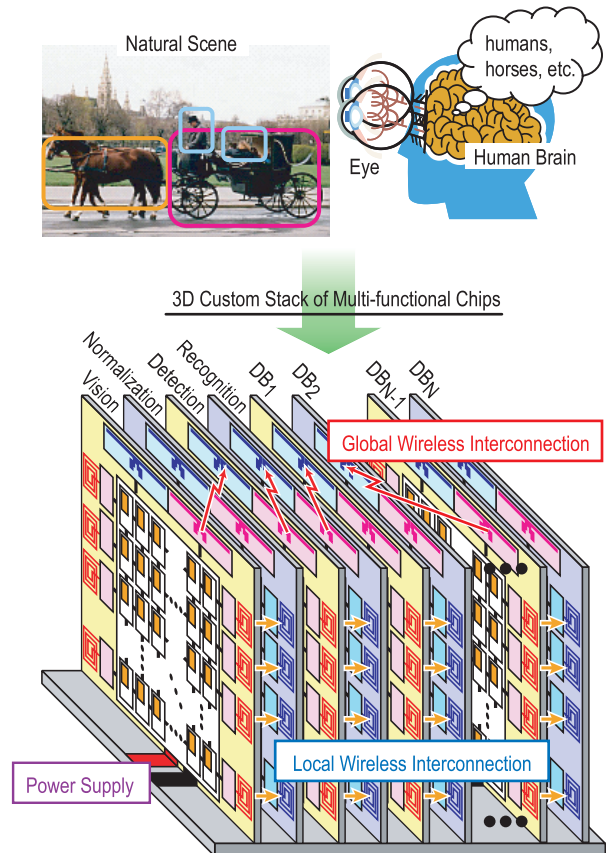 Natural Scene
humans,
horses, etc.
Eye
Human Brain
3D Custom Stack of Multi-functional Chips
Vision
Normalization
Detection
Recognition
DB1
DB2
DBN-1
DBN
Global Wireless Interconnection
Local Wireless Interconnection
Power Supply